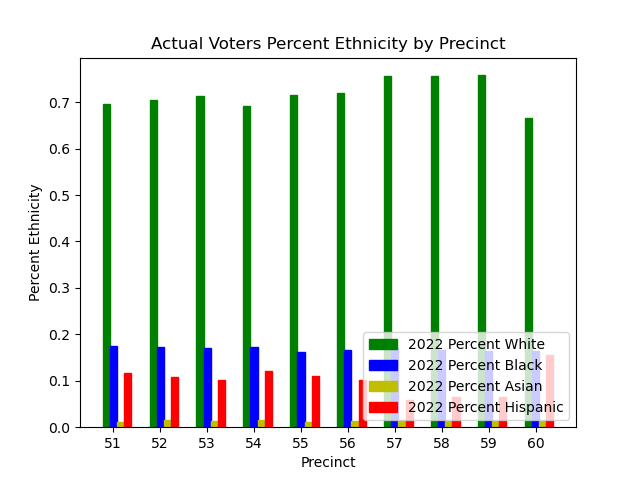 Actual Voters Percent Ethnicity by Precinct
Percent Ethnicity
0.7
0.6
0.5
0.4
0.3
0.2
0.1
0.0
2022 Percent White
2022 Percent Black
2022 Percent Asian
2022 Percent Hispanic
51 52 53 54 55 56 57 58 59 60
Precinct